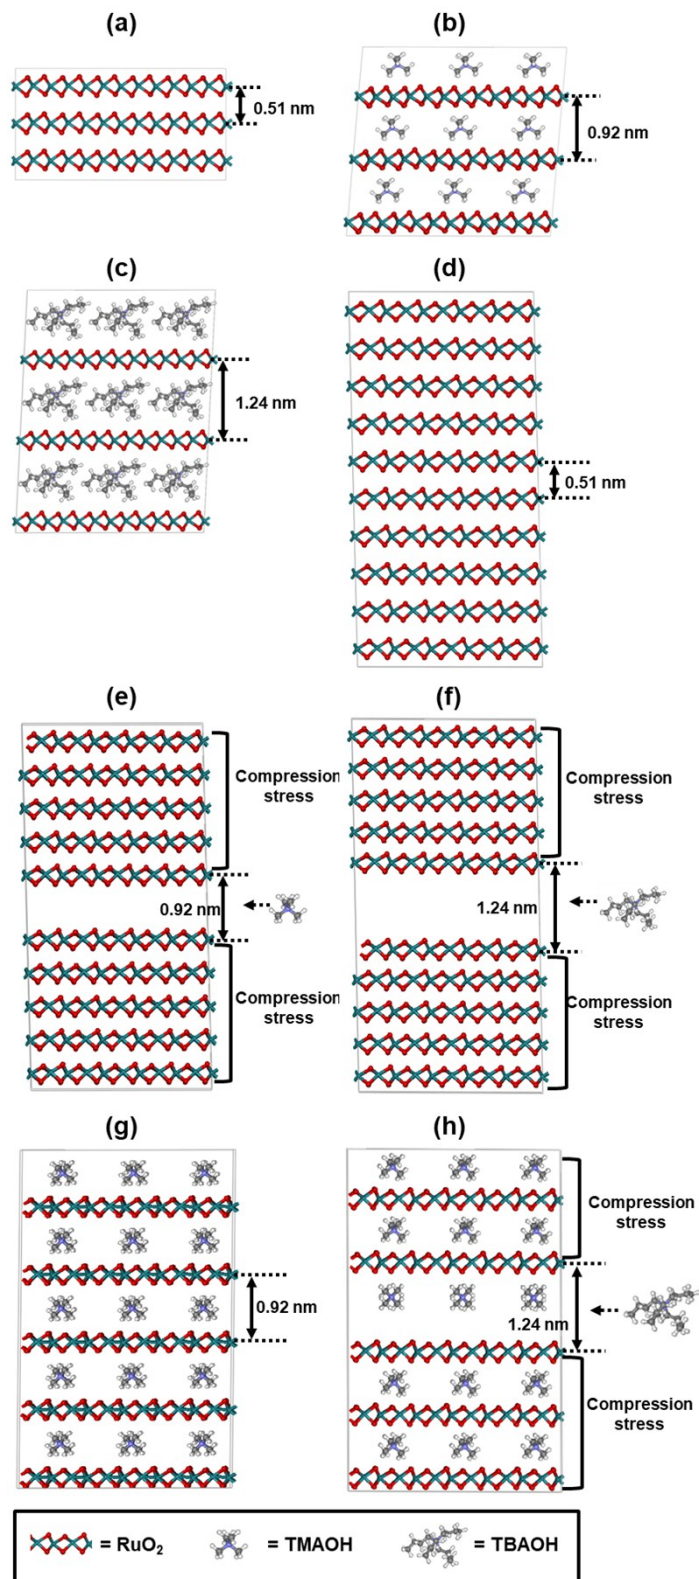 (a)
0.51 nm
(b)
0.92 nm
(c)
1.24 nm
(d)
0.51 nm
(e)
Compression
stress
0.92 nm
Compression
stress
(f)
Compression
stress
1.24 nm
Compression
stress
(g)
0.92 nm
(h)
Compression
stress
1.24 nm
Compression
stress
= RuO₂ = TMAOH = TBAOH